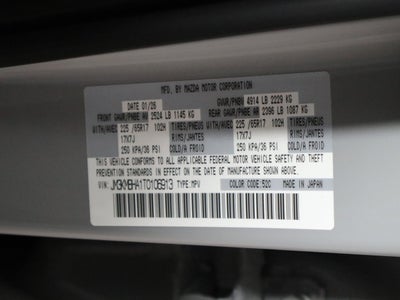 MFD. BY MAZDA MOTOR CORPORATION
DATE 01/26 GVWR/PNBV 4914 LB 2229 KG
FRONT GAWR/PNBE AV 2524 LB 1145 KG REAR GAWR/PNBE AR 2396 LB 1087 KG
WITH/AVEC 225/65R17 102H TIRES/PNEUS WITH/AVEC 225/65R17 102H TIRES/PNEUS
17X7J RIMS/JANTES 17X7J RIMS/JANTES
250 KPA/36 PSI COLD/FROID 250 KPA/36 PSI COLD/FROID
THIS VEHICLE CONFORMS TO ALL APPLICABLE FEDERAL MOTOR VEHICLE SAFETY, BUMPER, AND THEFT
PREVENTION STANDARDS IN EFFECT ON THE DATE OF MANUFACTURE SHOWN ABOVE.
VIN: JM3KMBHA1T0106913 TYPE: MPV COLOR CODE: 52C MADE IN JAPAN